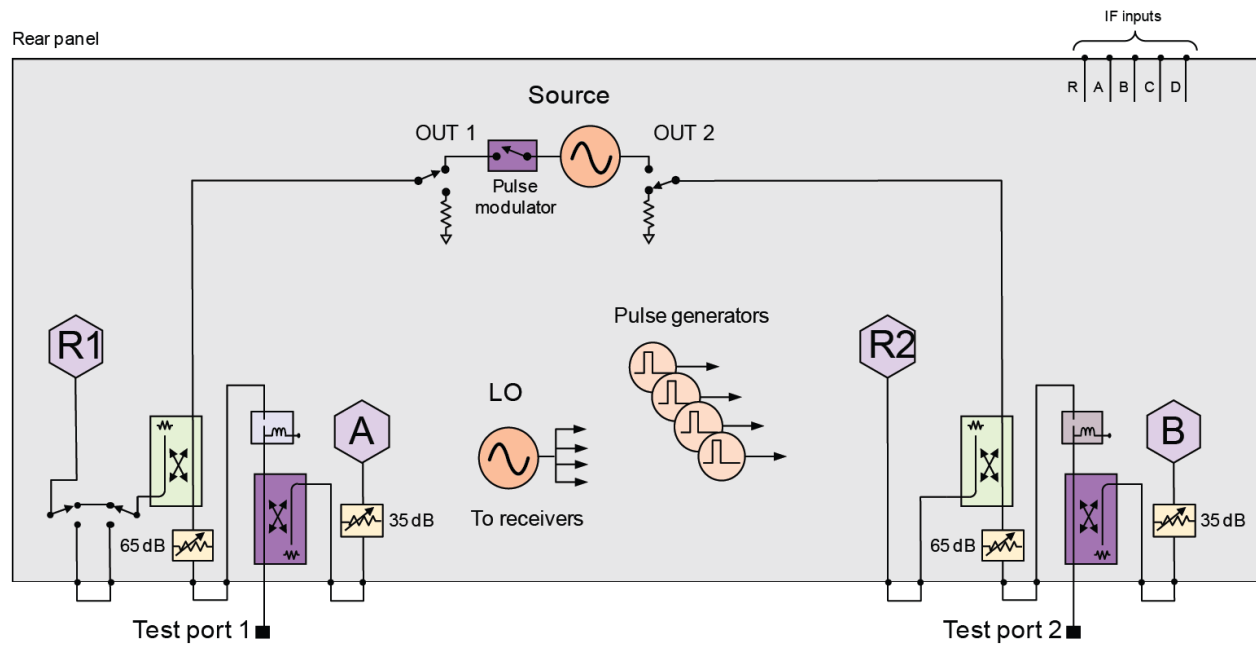 IF inputs
Rear panel
R A B C D
Source
OUT 1
OUT 2
Pulse
modulator
Pulse generators
R1
R2
LO
A
B
35 dB
To receivers
35 dB
65 dB
65 dB
Test port 1
Test port 2